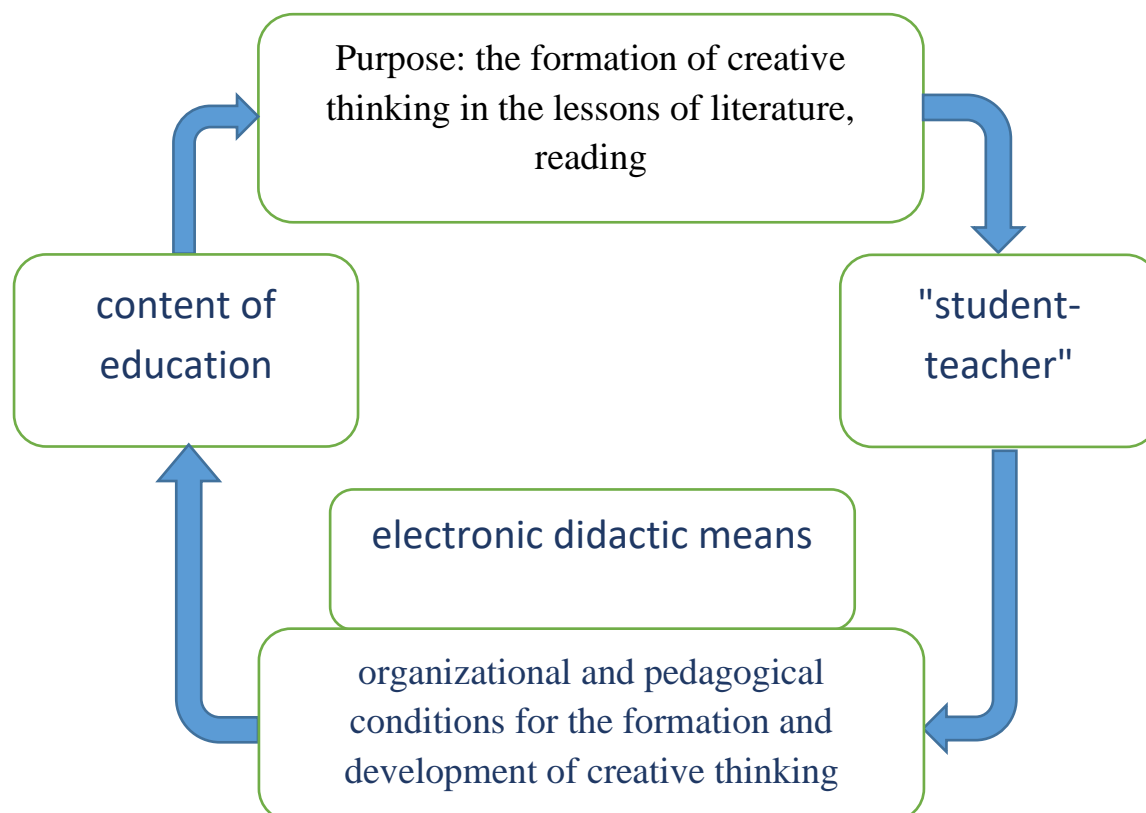 Purpose: the formation of creative
thinking in the lessons of literature,
reading
content of
education
"student-
teacher"
electronic didactic means
organizational and pedagogical
conditions for the formation and
development of creative thinking